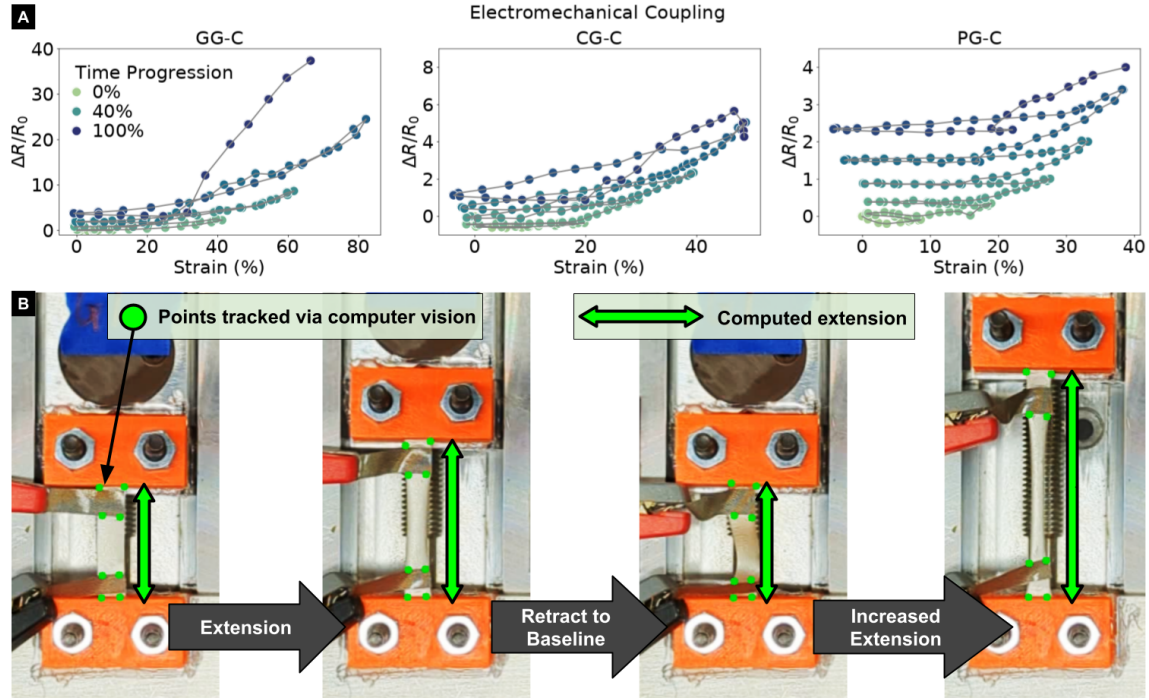 A
Electromechanical Coupling
GG-C
CG-C
PG-C
Time Progression
0%
40%
100%
ΔR/R₀
40
30
20
10
0
0
20
40
60
80
Strain (%)
ΔR/R₀
8
6
4
2
0
0
20
40
Strain (%)
ΔR/R₀
8
6
4
2
0
0
10
20
30
40
Strain (%)
B
Points tracked via computer vision
Computed extension
Extension
Retract to
Baseline
Increased
Extension